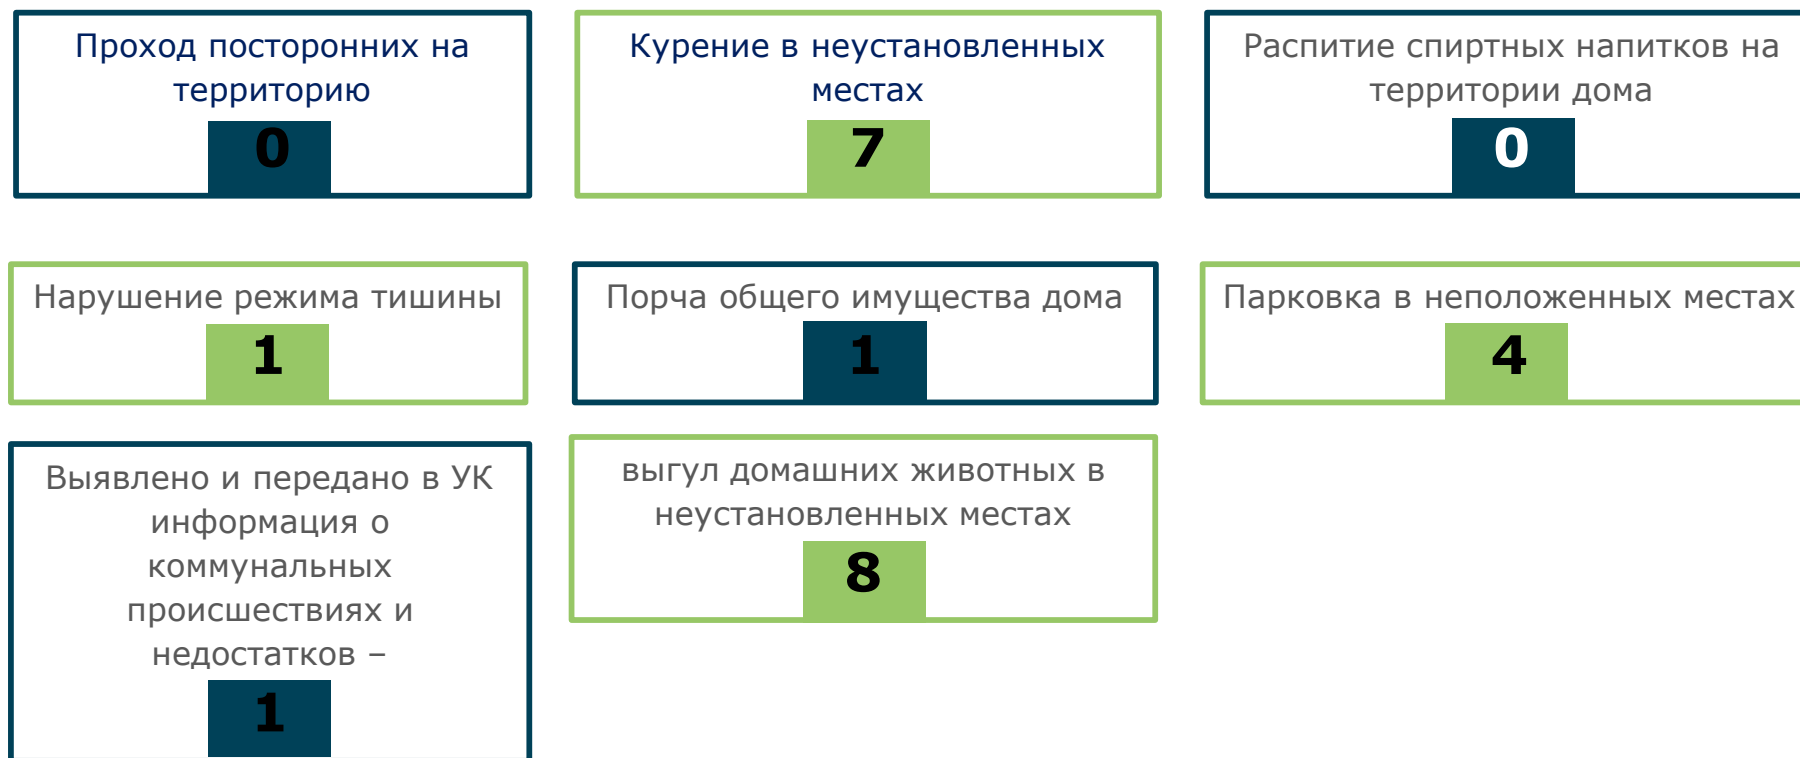 Проход посторонних на
территорию
0
Курение в неустановленных
местах
7
Распитие спиртных напитков на
территории дома
0
Нарушение режима тишины
1
Порча общего имущества дома
1
Парковка в неположенных местах
4
Выявлено и передано в УК
информация о
коммунальных
происшествиях и
недостатков –
1
выгул домашних животных в
неустановленных местах
8